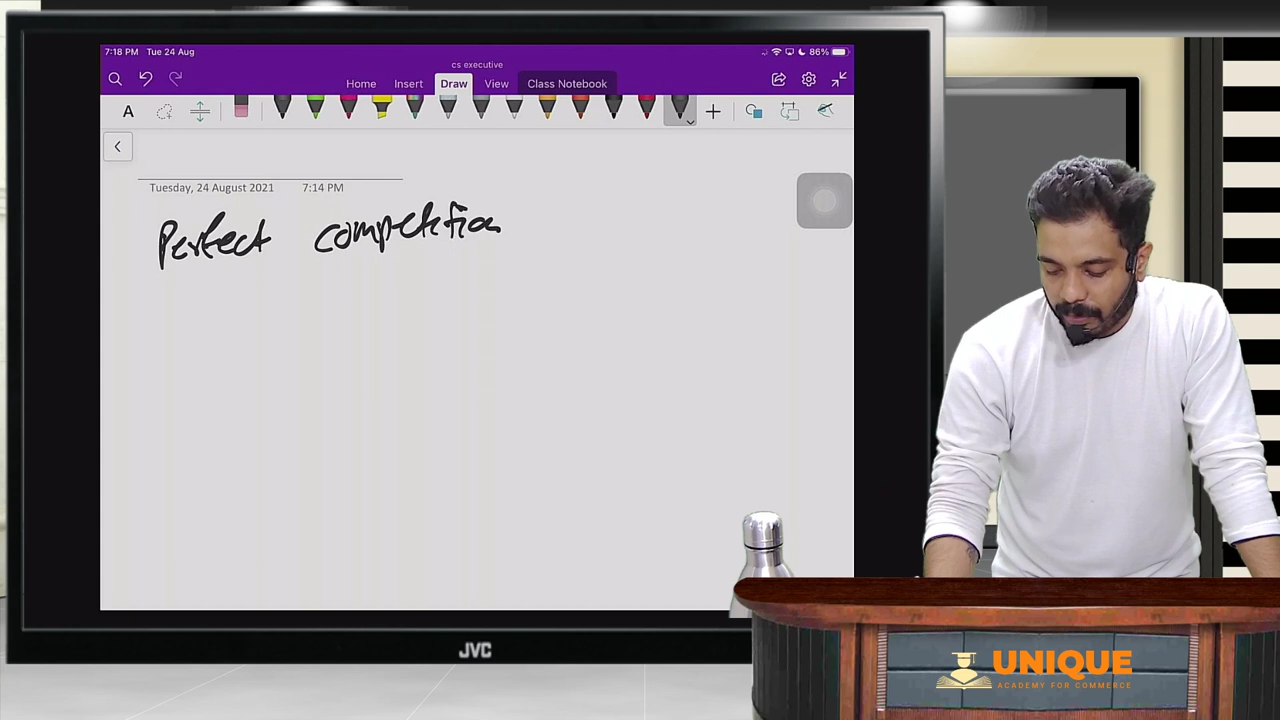 7:18 PM Tue 24 Aug 86%
cs executive
Home Insert Draw View Class Notebook
A
Tuesday, 24 August 2021 7:14 PM
Perfect competition
JVC
UNIQUE
ACADEMY FOR COMMERCE